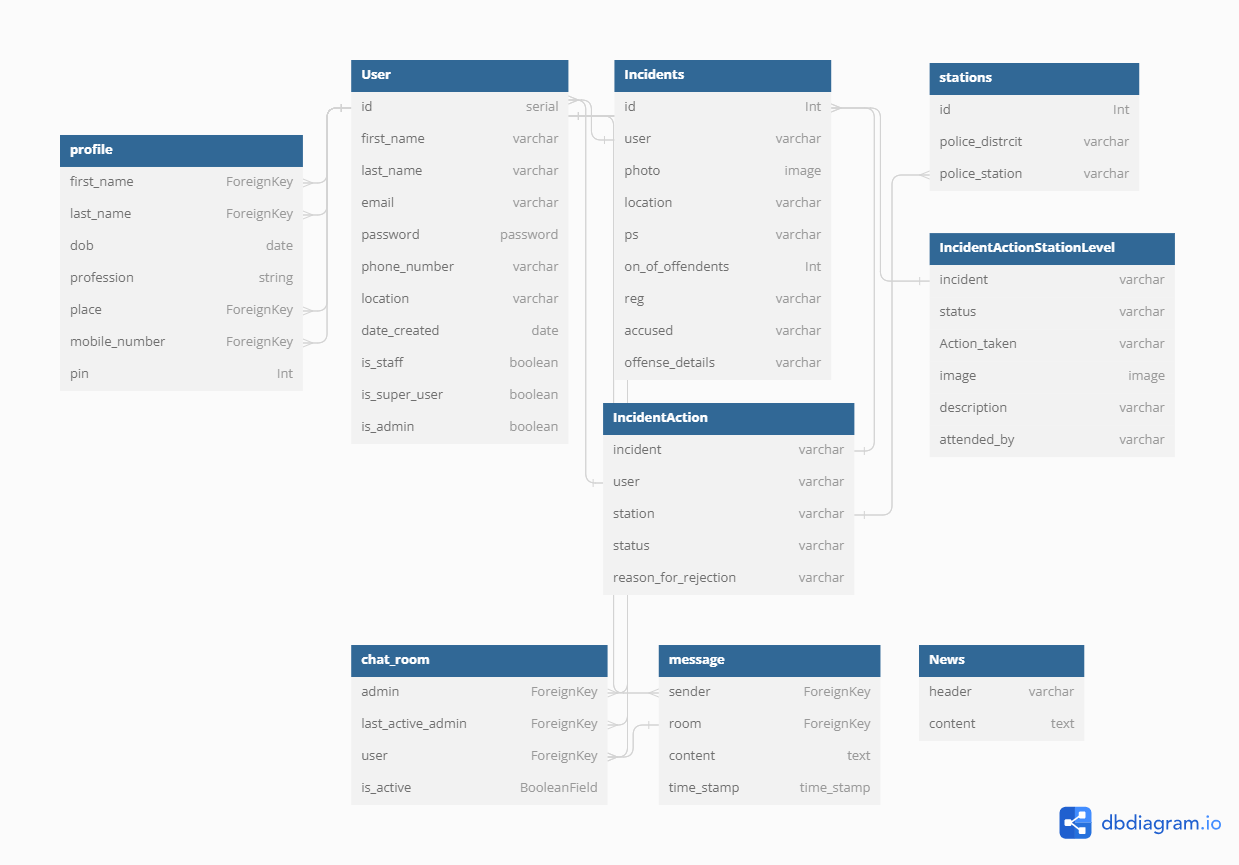 profile
first_name ForeignKey
last_name ForeignKey
dob date
profession string
place ForeignKey
mobile_number ForeignKey
pin Int
User
id serial
first_name varchar
last_name varchar
email varchar
password password
phone_number varchar
location varchar
date_created date
is_staff boolean
is_super_user boolean
is_admin boolean
Incidents
id Int
user varchar
photo image
location varchar
ps varchar
on_of_offendents Int
reg varchar
accused varchar
offense_details varchar
stations
id Int
police_distrcit varchar
police_station varchar
IncidentActionStationLevel
incident varchar
status varchar
Action_taken varchar
image image
description varchar
attended_by varchar
IncidentAction
incident varchar
user varchar
station varchar
status varchar
reason_for_rejection varchar
chat_room
admin ForeignKey
last_active_admin ForeignKey
user ForeignKey
is_active BooleanField
message
sender ForeignKey
room ForeignKey
content text
time_stamp time_stamp
News
header varchar
content text
dbdiagram.io